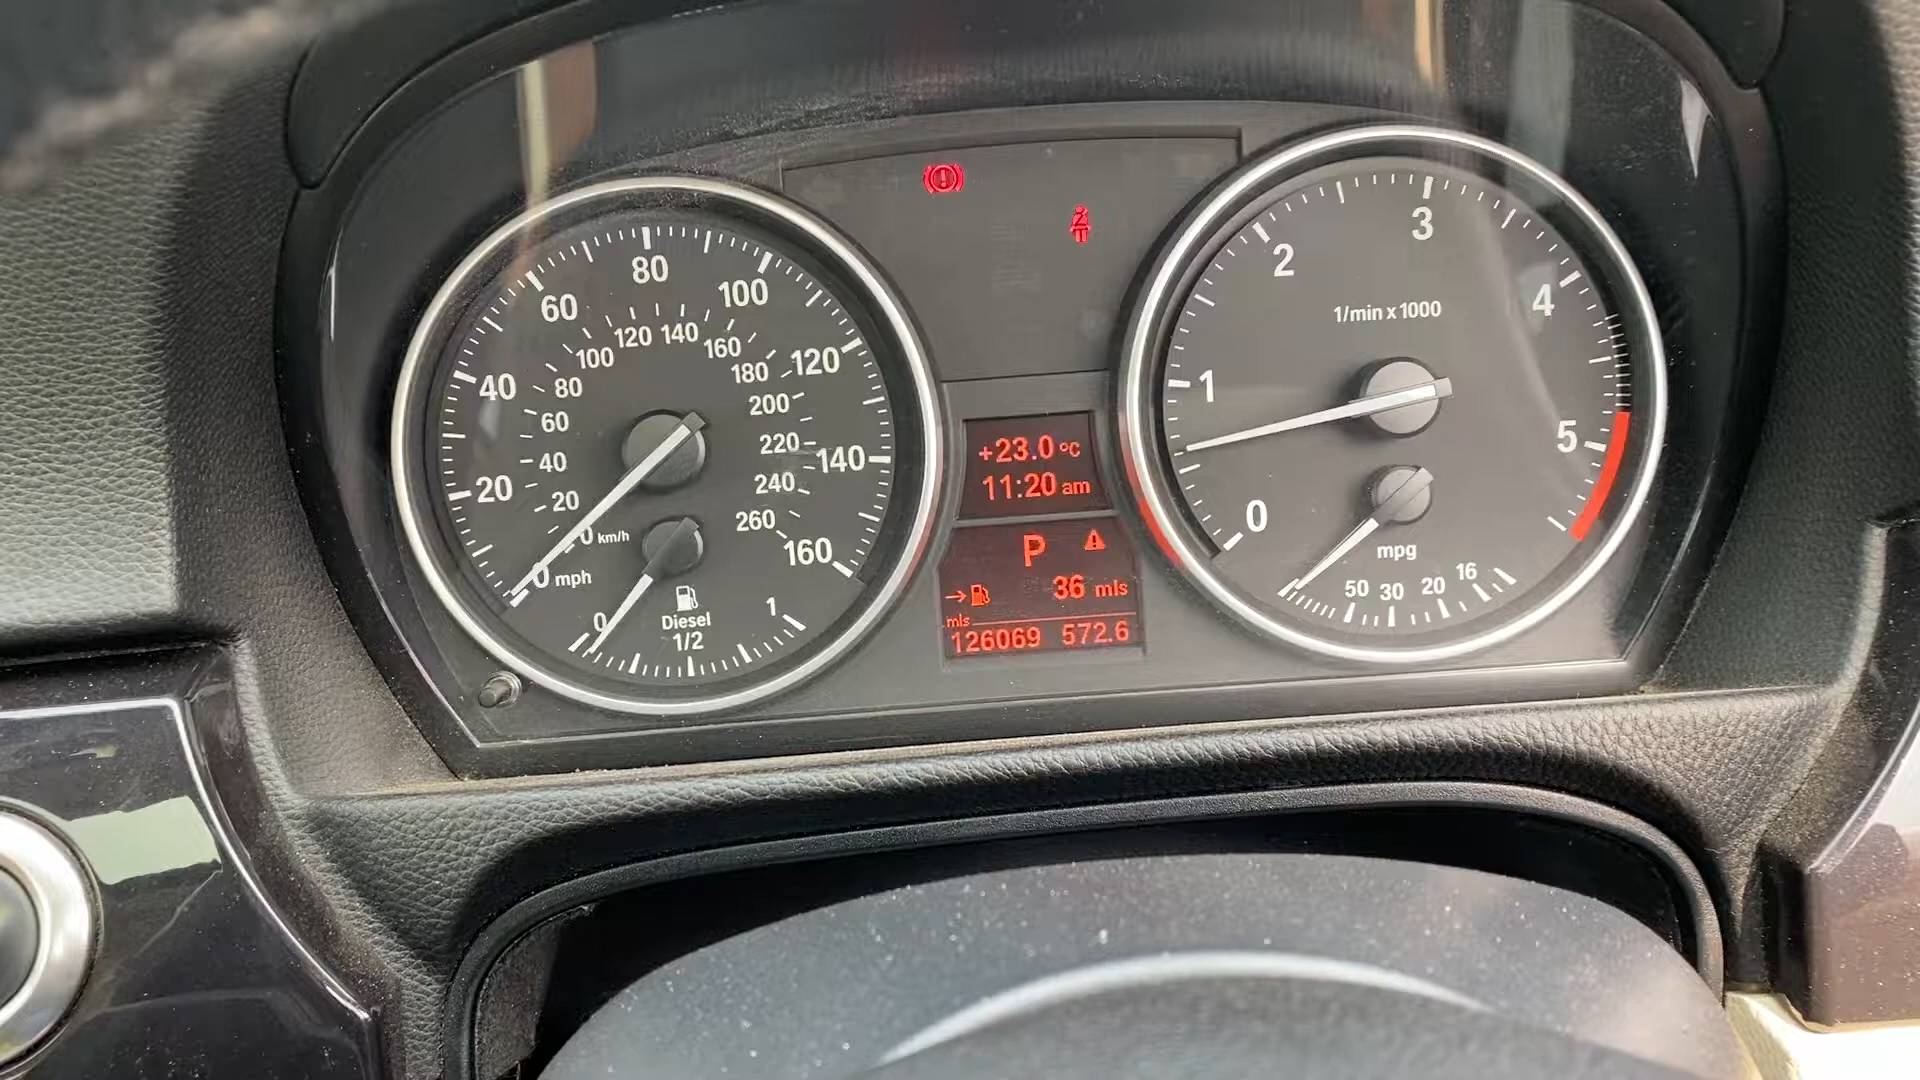 80
60 100
120 140
100 160
40 80 180 120
60 200
20 40 220 140
20 240
0 km/h 260
0 mph 160
0 Diesel 1
1/2
+23.0 °C
11:20 am
P
36 mls
mls
126069 572.6
3
2 4
1/min x 1000
1 5
0
mpg
50 30 20 16